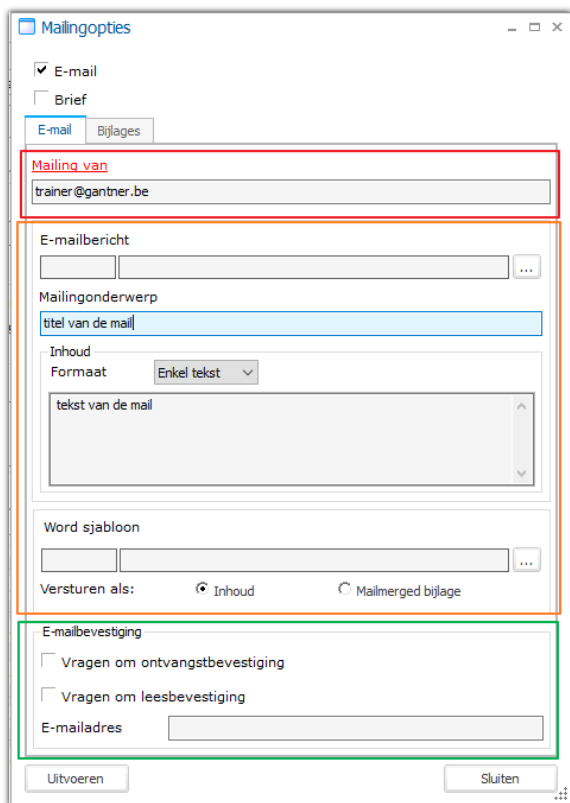 Mailingopties
E-mail
Brief
E-mail Bijlages
Mailing van
trainer@gantner.be
E-mailbericht
...
Mailingonderwerp
titel van de mail
Inhoud
Formaat Enkel tekst
tekst van de mail
Word sjabloon
...
Versturen als: Inhoud Mailmerged bijlage
E-mailbevestiging
Vragen om ontvangstbevestiging
Vragen om leesbevestiging
E-mailadres
Uitvoeren Sluiten